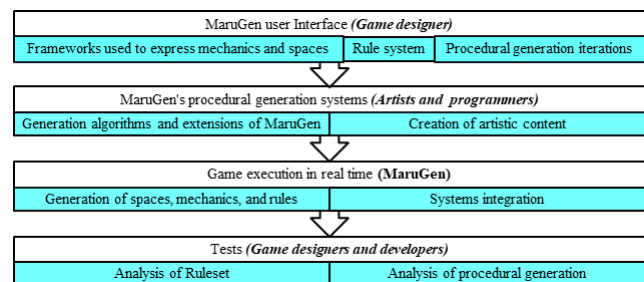 MaruGen user Interface (Game designer)
Frameworks used to express mechanics and spaces Rule system Procedural generation iterations
MaruGen's procedural generation systems (Artists and programmers)
Generation algorithms and extensions of MaruGen Creation of artistic content
Game execution in real time (MaruGen)
Generation of spaces, mechanics, and rules Systems integration
Tests (Game designers and developers)
Analysis of Ruleset Analysis of procedural generation